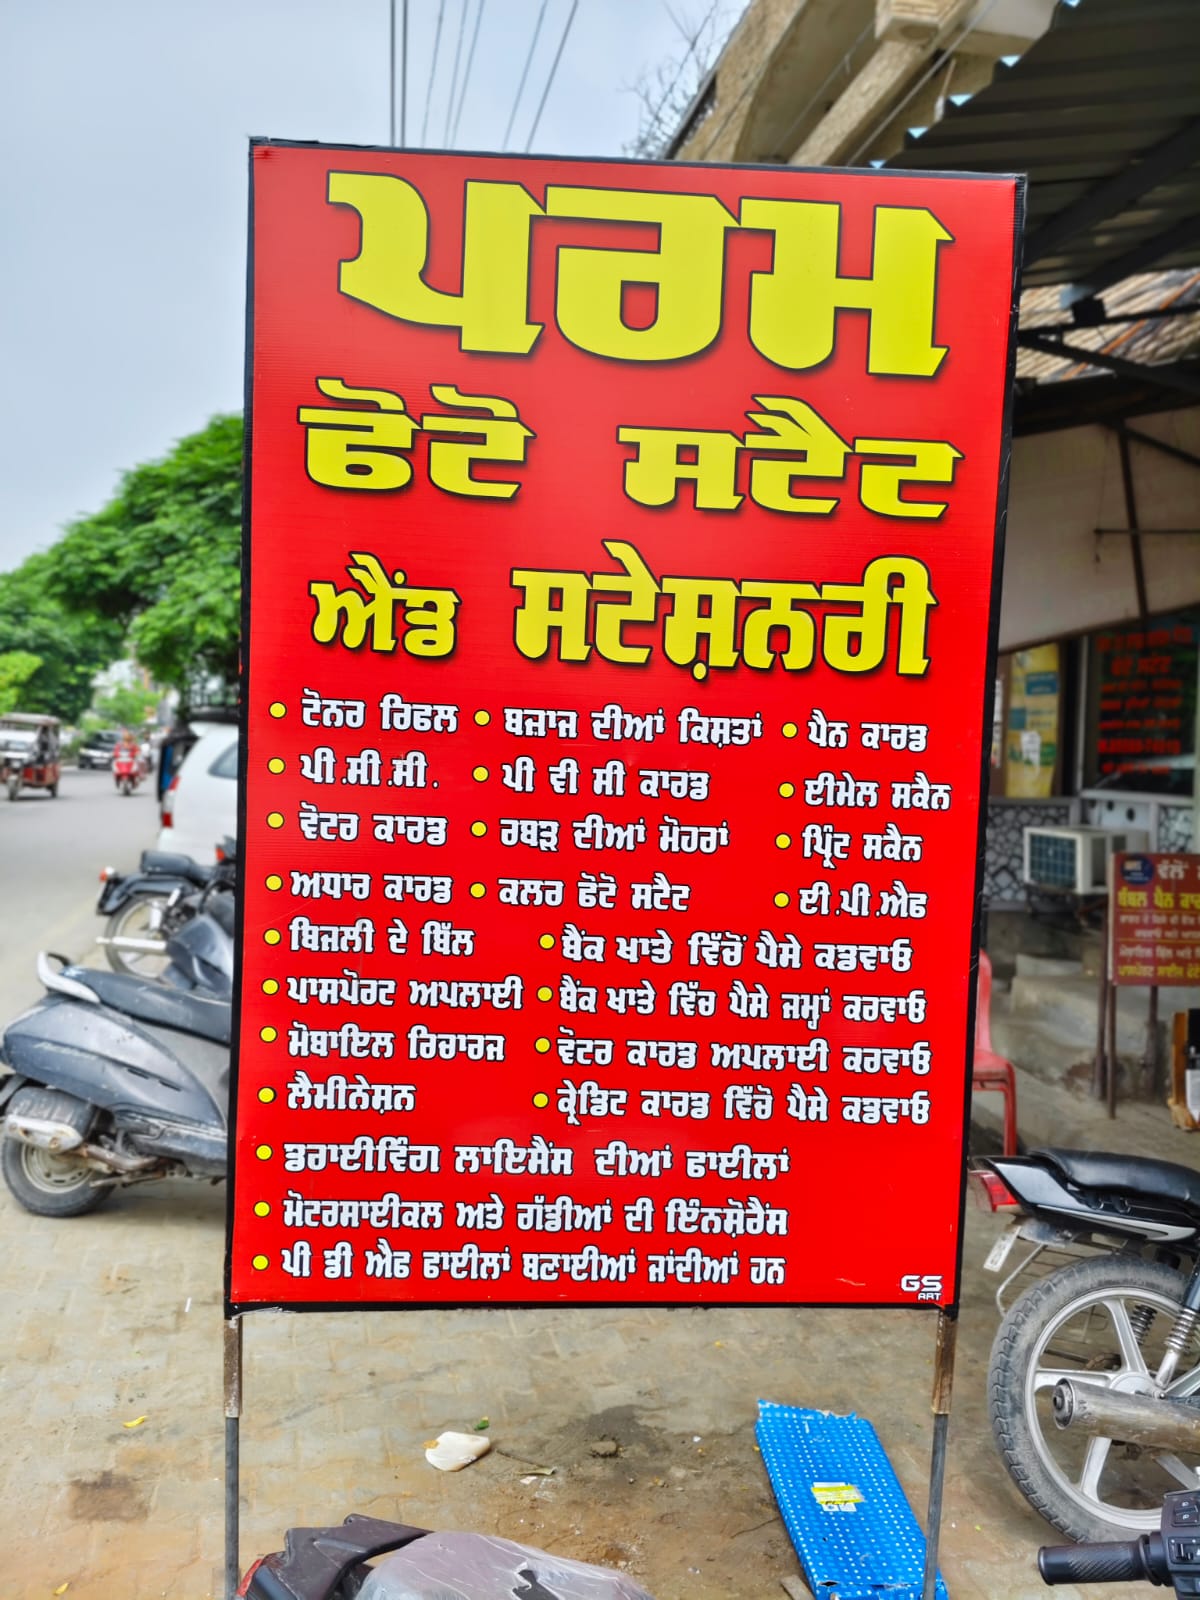 ਪਰਮ
ਫੋਟੋ ਸਟੈਟ
ਐਂਡ ਸਟੇਸ਼ਨਰੀ
• ਟੋਨਰ ਰਿਫਲ • ਬਜ਼ਾਜ ਦੀਆਂ ਕਿਸ਼ਤਾਂ • ਪੈਨ ਕਾਰਡ
• ਪੀ.ਸੀ.ਸੀ. • ਪੀ ਵੀ ਸੀ ਕਾਰਡ • ਈਮੇਲ ਸਕੈਨ
• ਵੋਟਰ ਕਾਰਡ • ਰਬੜ ਦੀਆਂ ਮੋਹਰਾਂ • ਪ੍ਰਿੰਟ ਸਕੈਨ
• ਅਧਾਰ ਕਾਰਡ • ਕਲਰ ਫੋਟੋ ਸਟੈਟ • ਈ.ਪੀ.ਐਫ
• ਬਿਜਲੀ ਦੇ ਬਿੱਲ • ਬੈਂਕ ਖਾਤੇ ਵਿੱਚੋਂ ਪੈਸੇ ਕਡਵਾਓ
• ਪਾਸਪੋਰਟ ਅਪਲਾਈ • ਬੈਂਕ ਖਾਤੇ ਵਿੱਚ ਪੈਸੇ ਜਮ੍ਹਾਂ ਕਰਵਾਓ
• ਮੋਬਾਇਲ ਰਿਚਾਰਜ • ਵੋਟਰ ਕਾਰਡ ਅਪਲਾਈ ਕਰਵਾਓ
• ਲੈਮੀਨੇਸ਼ਨ • ਕ੍ਰੇਡਿਟ ਕਾਰਡ ਵਿੱਚੋ ਪੈਸੇ ਕਡਵਾਓ
• ਡਰਾਈਵਿੰਗ ਲਾਇਸੈਂਸ ਦੀਆਂ ਫਾਈਲਾਂ
• ਮੋਟਰਸਾਈਕਲ ਅਤੇ ਗੱਡੀਆਂ ਦੀ ਇੰਨਸ਼ੋਰੈਂਸ
• ਪੀ ਡੀ ਐਫ ਫਾਈਲਾਂ ਬਣਾਈਆਂ ਜਾਂਦੀਆਂ ਹਨ
GS
ART